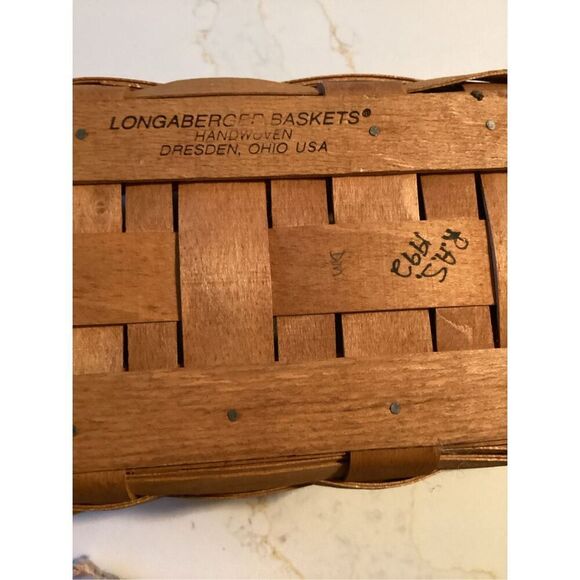 LONGABERGER BASKETS®
HANDWOVEN
DRESDEN, OHIO USA
R.A.S.
1992